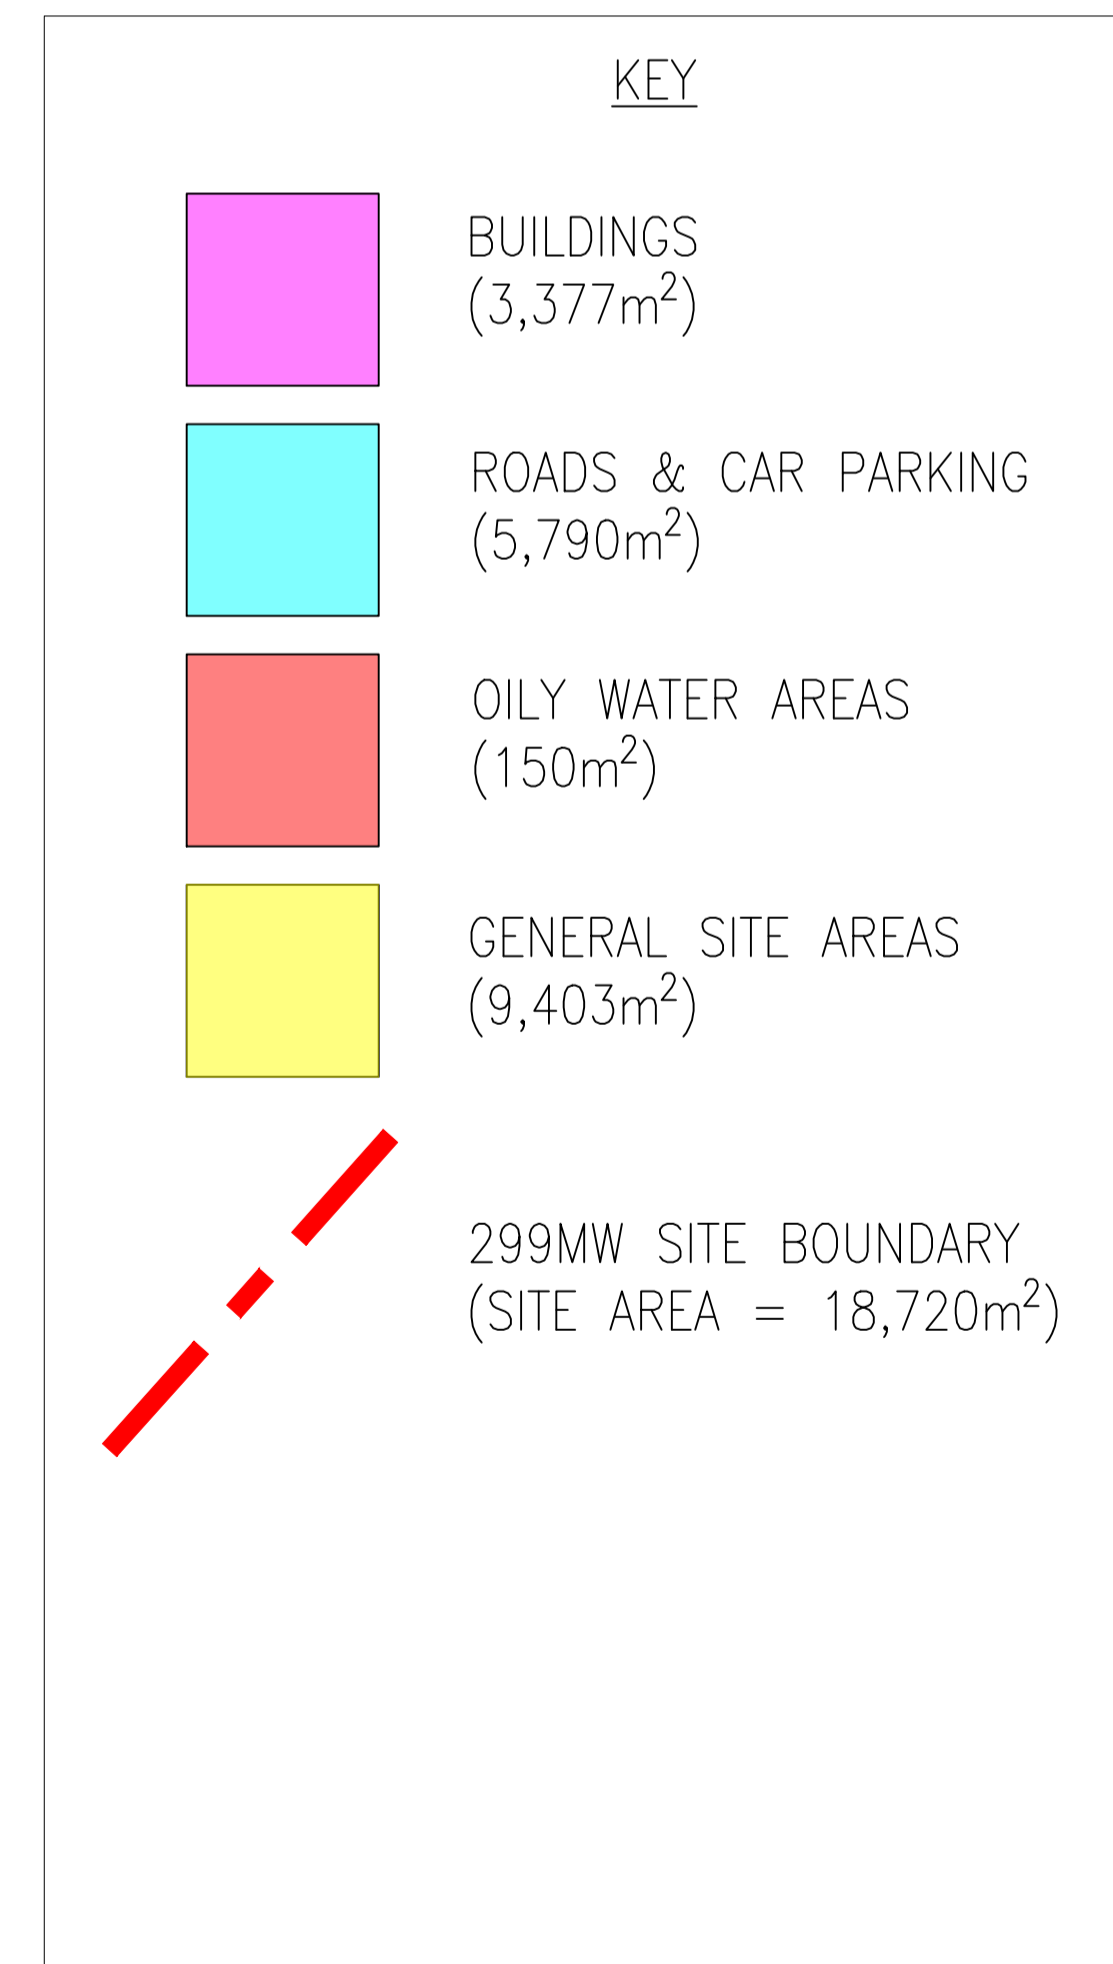 KEY
BUILDINGS
(3,377m²)
ROADS & CAR PARKING
(5,790m²)
OILY WATER AREAS
(150m²)
GENERAL SITE AREAS
(9,403m²)
299MW SITE BOUNDARY
(SITE AREA = 18,720m²)